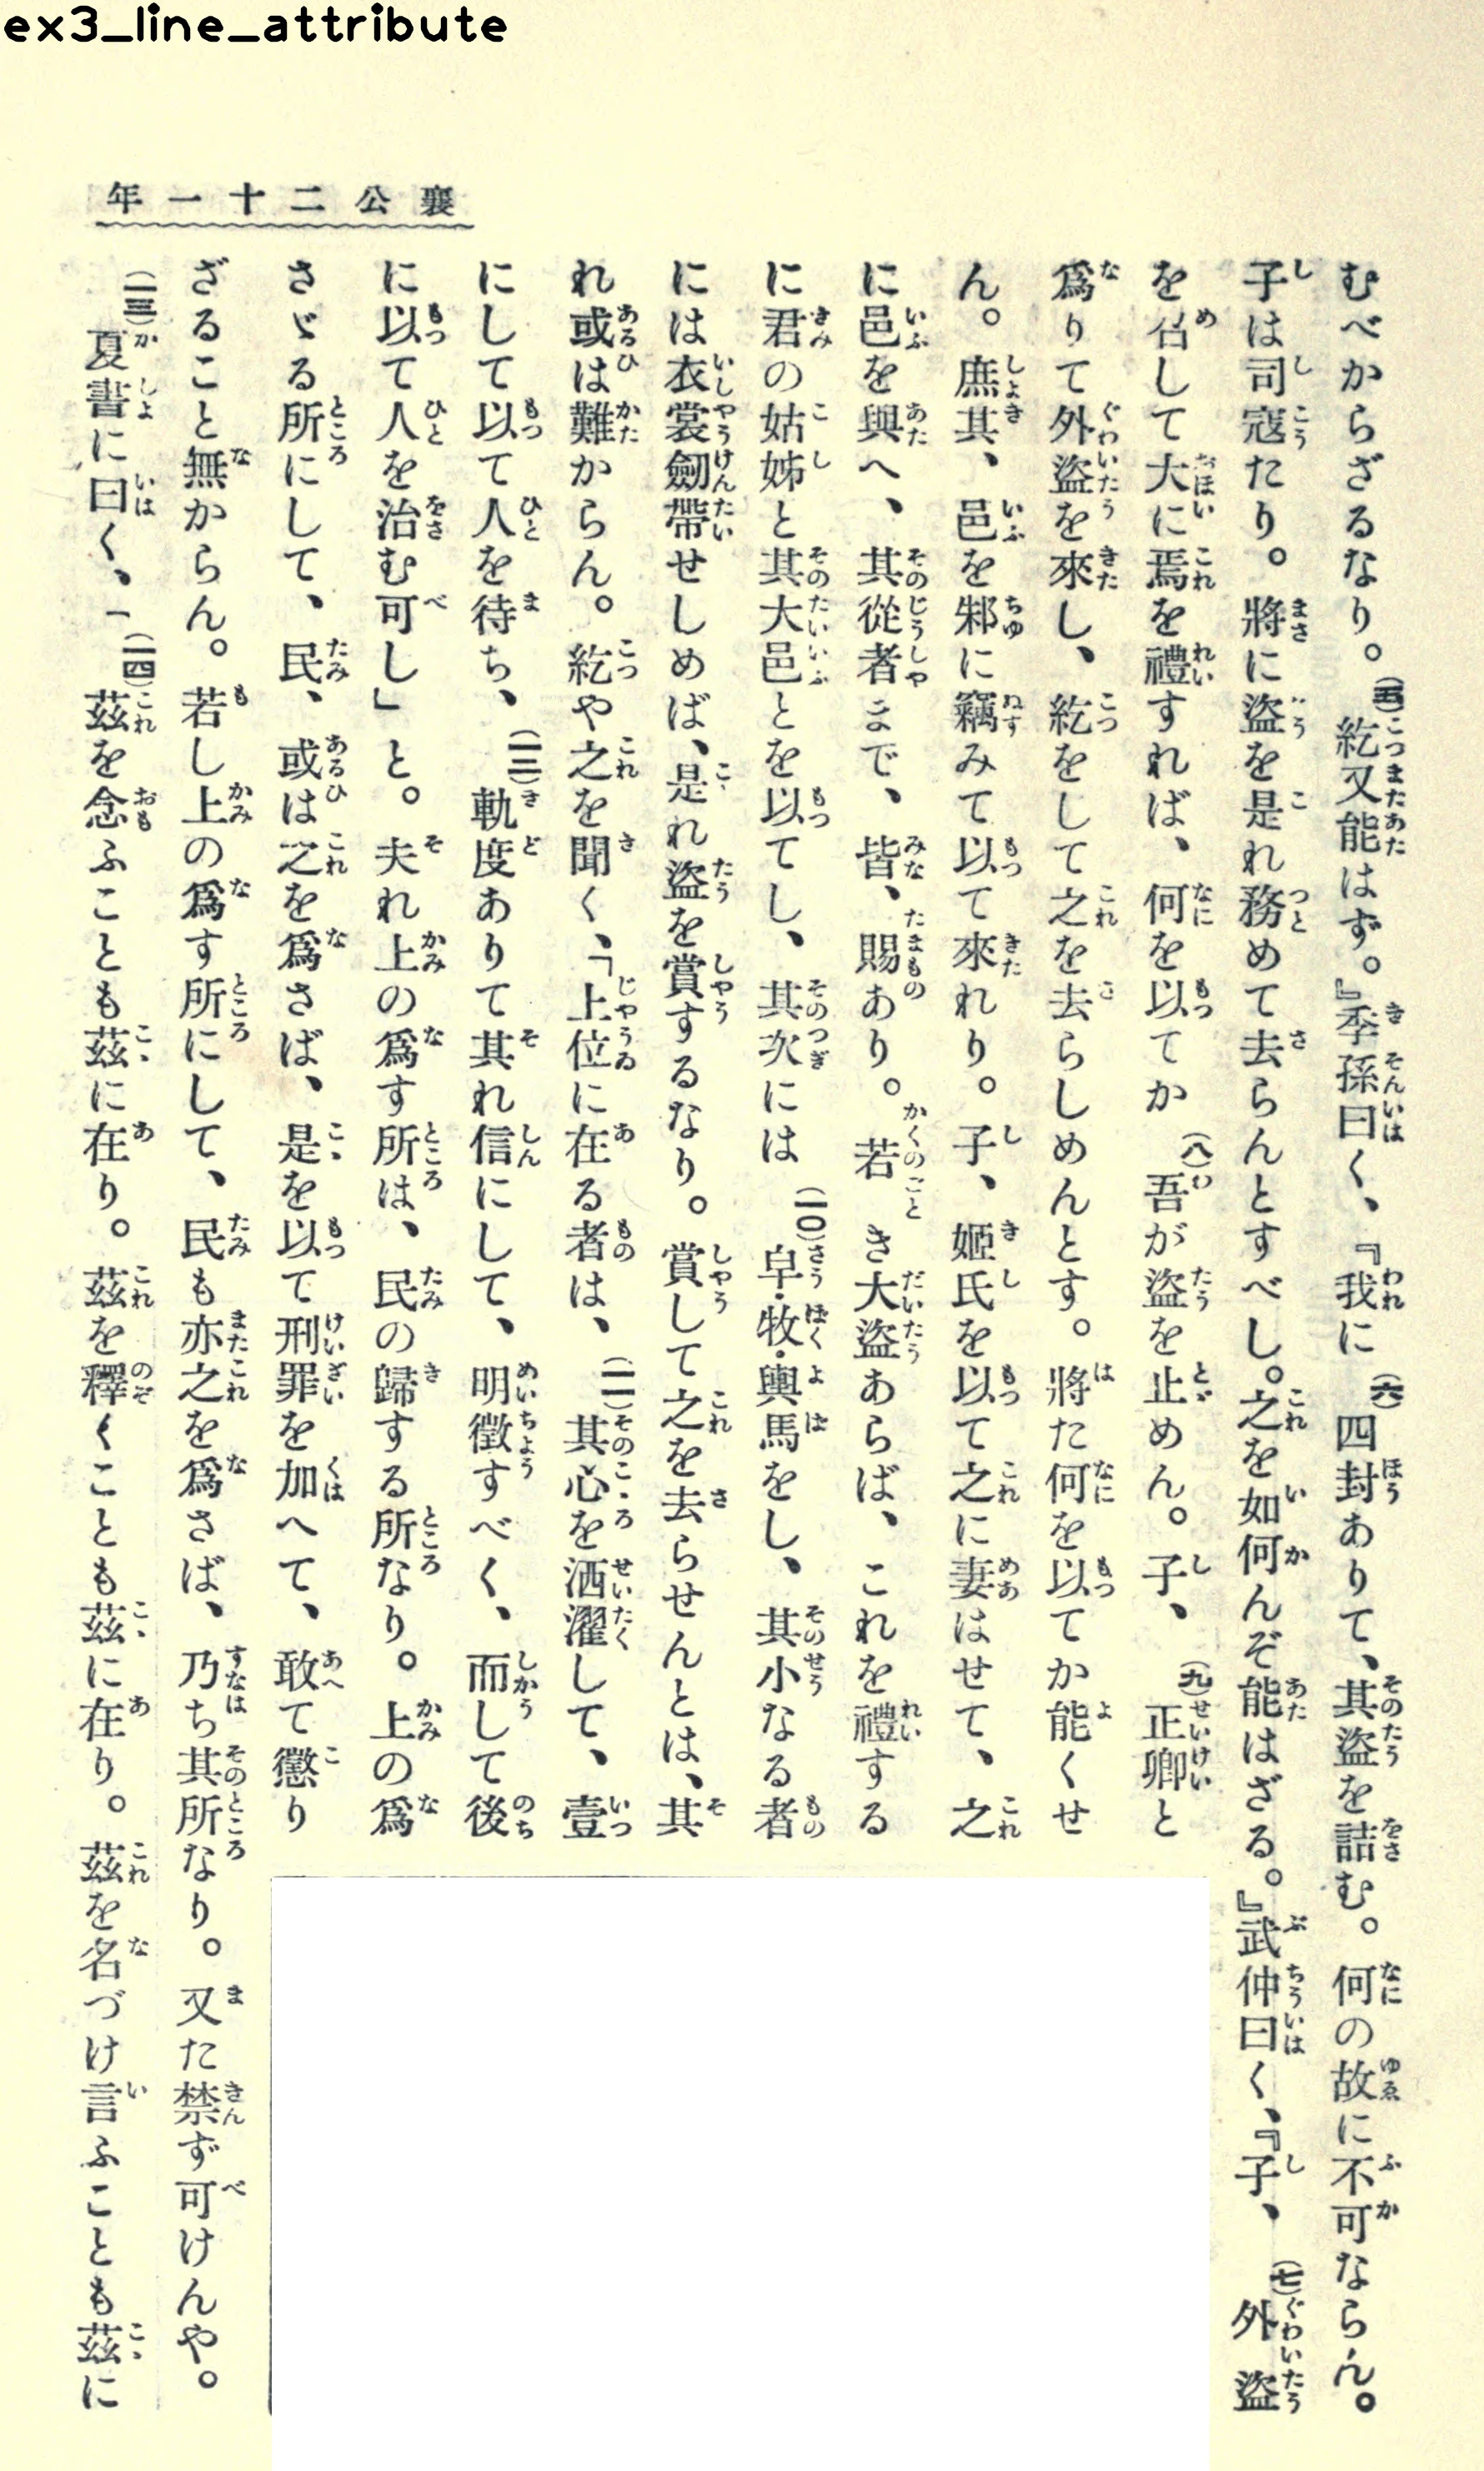 ex3_line_attribute
襄公二十一年
むべからざるなり。(五)紇又能はず。』季孫曰く、『我に(六)四封ありて、其盜を詰む。何の故に不可ならん。
子は司寇たり。將に盜を是れ務めて去らんとすべし。之を如何んぞ能はざる。』武仲曰く、『子、(七)外盜
を召して大に焉を禮すれば、何を以てか(八)吾が盜を止めん。子、(九)正卿と
爲りて外盜を來し、紇をして之を去らしめんとす。將た何を以てか能くせ
ん。庶其、邑を邾に竊みて以て來れり。子、姬氏を以て之に妻はせて、之
に邑を與へ、其從者まで、皆、賜あり。若き大盜あらば、これを禮する
に君の姑姊と其大邑とを以てし、其次には(一〇)皁・牧・輿馬をし、其小なる者
には衣裳劒帶せしめば、是れ盜を賞するなり。賞して之を去らせんとは、其
れ或は難からん。紇や之を聞く、「上位に在る者は、(一一)其心を洒濯して、壹
にして以て人を待ち、(一二)軌度ありて其れ信にして、明徵すべく、而して後
に以て人を治む可し」と。夫れ上の爲す所は、民の歸する所なり。上の爲
さゞる所にして、民、或は之を爲さば、是を以て刑罪を加へて、敢て懲り
ざること無からん。若し上の爲す所にして、民も亦之を爲さば、乃ち其所なり。又た禁ず可けんや。
(一三)夏書に曰く、「(一四)茲を念ふことも茲に在り。茲を釋くことも茲に在り。茲を名づけ言ふことも茲に